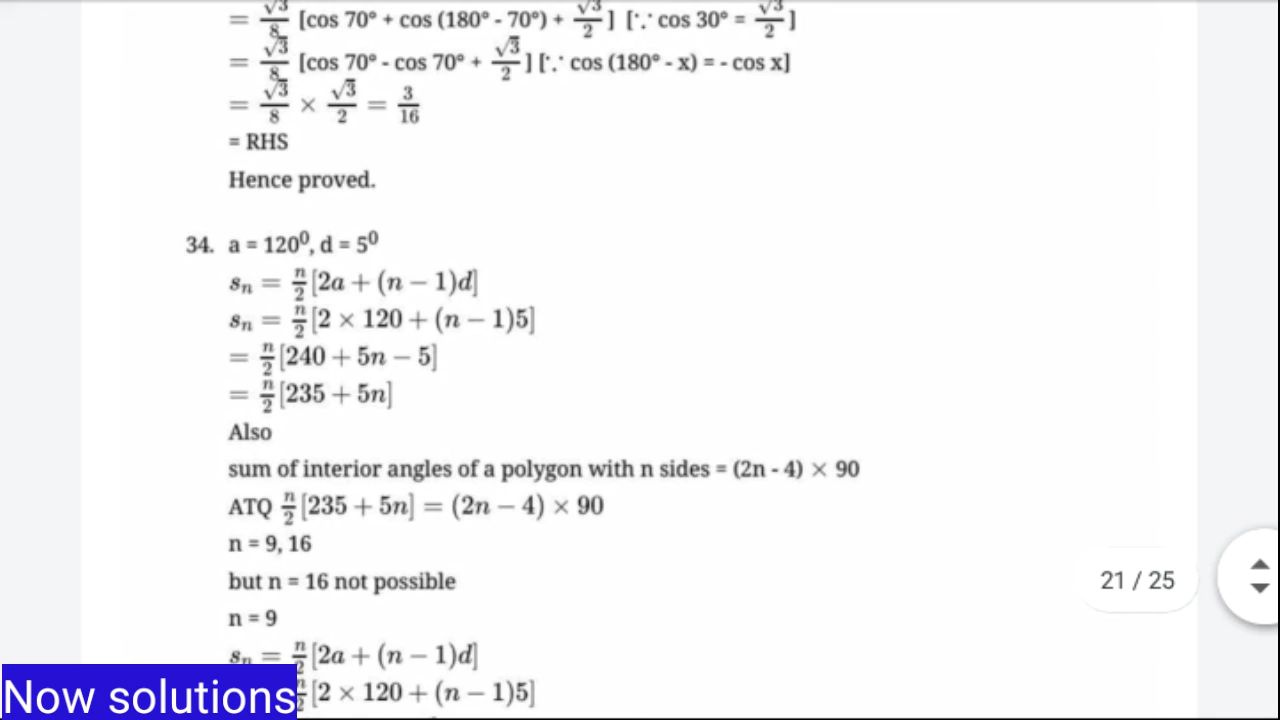 = √3/8 [cos 70° + cos (180° - 70°) + √3/2 ] [∵ cos 30° = √3/2 ]
= √3/8 [cos 70° - cos 70° + √3/2 ] [∵ cos (180° - x) = - cos x]
= √3/8 × √3/2 = 3/16
= RHS
Hence proved.
34. a = 120⁰, d = 5⁰
sₙ = n/2 [2a + (n − 1)d]
sₙ = n/2 [2 × 120 + (n − 1)5]
= n/2 [240 + 5n − 5]
= n/2 [235 + 5n]
Also
sum of interior angles of a polygon with n sides = (2n - 4) × 90
ATQ n/2 [235 + 5n] = (2n − 4) × 90
n = 9, 16
but n = 16 not possible
21 / 25
n = 9
sₙ = n/2 [2a + (n − 1)d]
n/2 [2 × 120 + (n − 1)5]
Now solutions